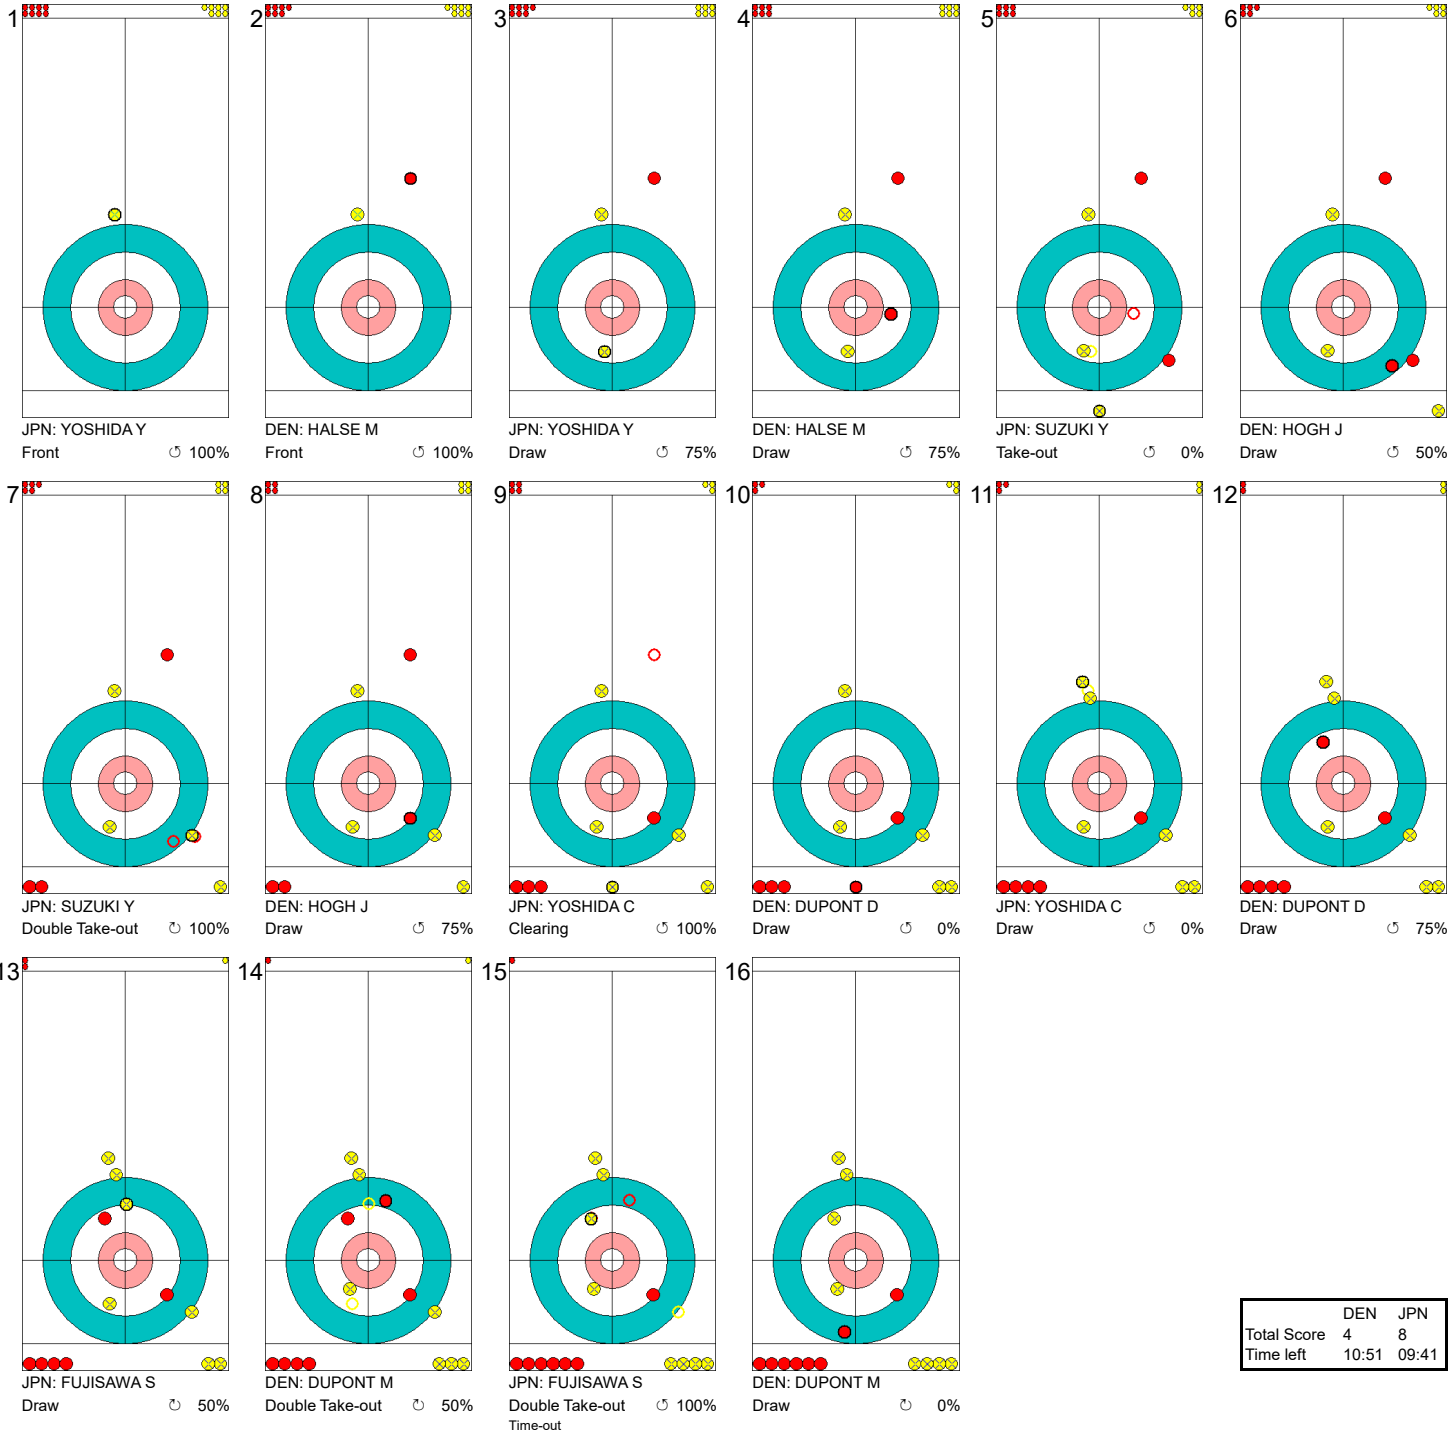 1
JPN: YOSHIDA Y
Front ↺ 100%
2
DEN: HALSE M
Front ↺ 100%
3
JPN: YOSHIDA Y
Draw ↺ 75%
4
DEN: HALSE M
Draw ↺ 75%
5
JPN: SUZUKI Y
Take-out ↺ 0%
6
DEN: HOGH J
Draw ↺ 50%
7
JPN: SUZUKI Y
Double Take-out ↻ 100%
8
DEN: HOGH J
Draw ↺ 75%
9
JPN: YOSHIDA C
Clearing ↺ 100%
10
DEN: DUPONT D
Draw ↺ 0%
11
JPN: YOSHIDA C
Draw ↺ 0%
12
DEN: DUPONT D
Draw ↺ 75%
13
JPN: FUJISAWA S
Draw ↻ 50%
14
DEN: DUPONT M
Double Take-out ↻ 50%
15
JPN: FUJISAWA S
Double Take-out ↺ 100%
Time-out
16
DEN: DUPONT M
Draw ↻ 0%
DEN JPN
Total Score 4 8
Time left 10:51 09:41